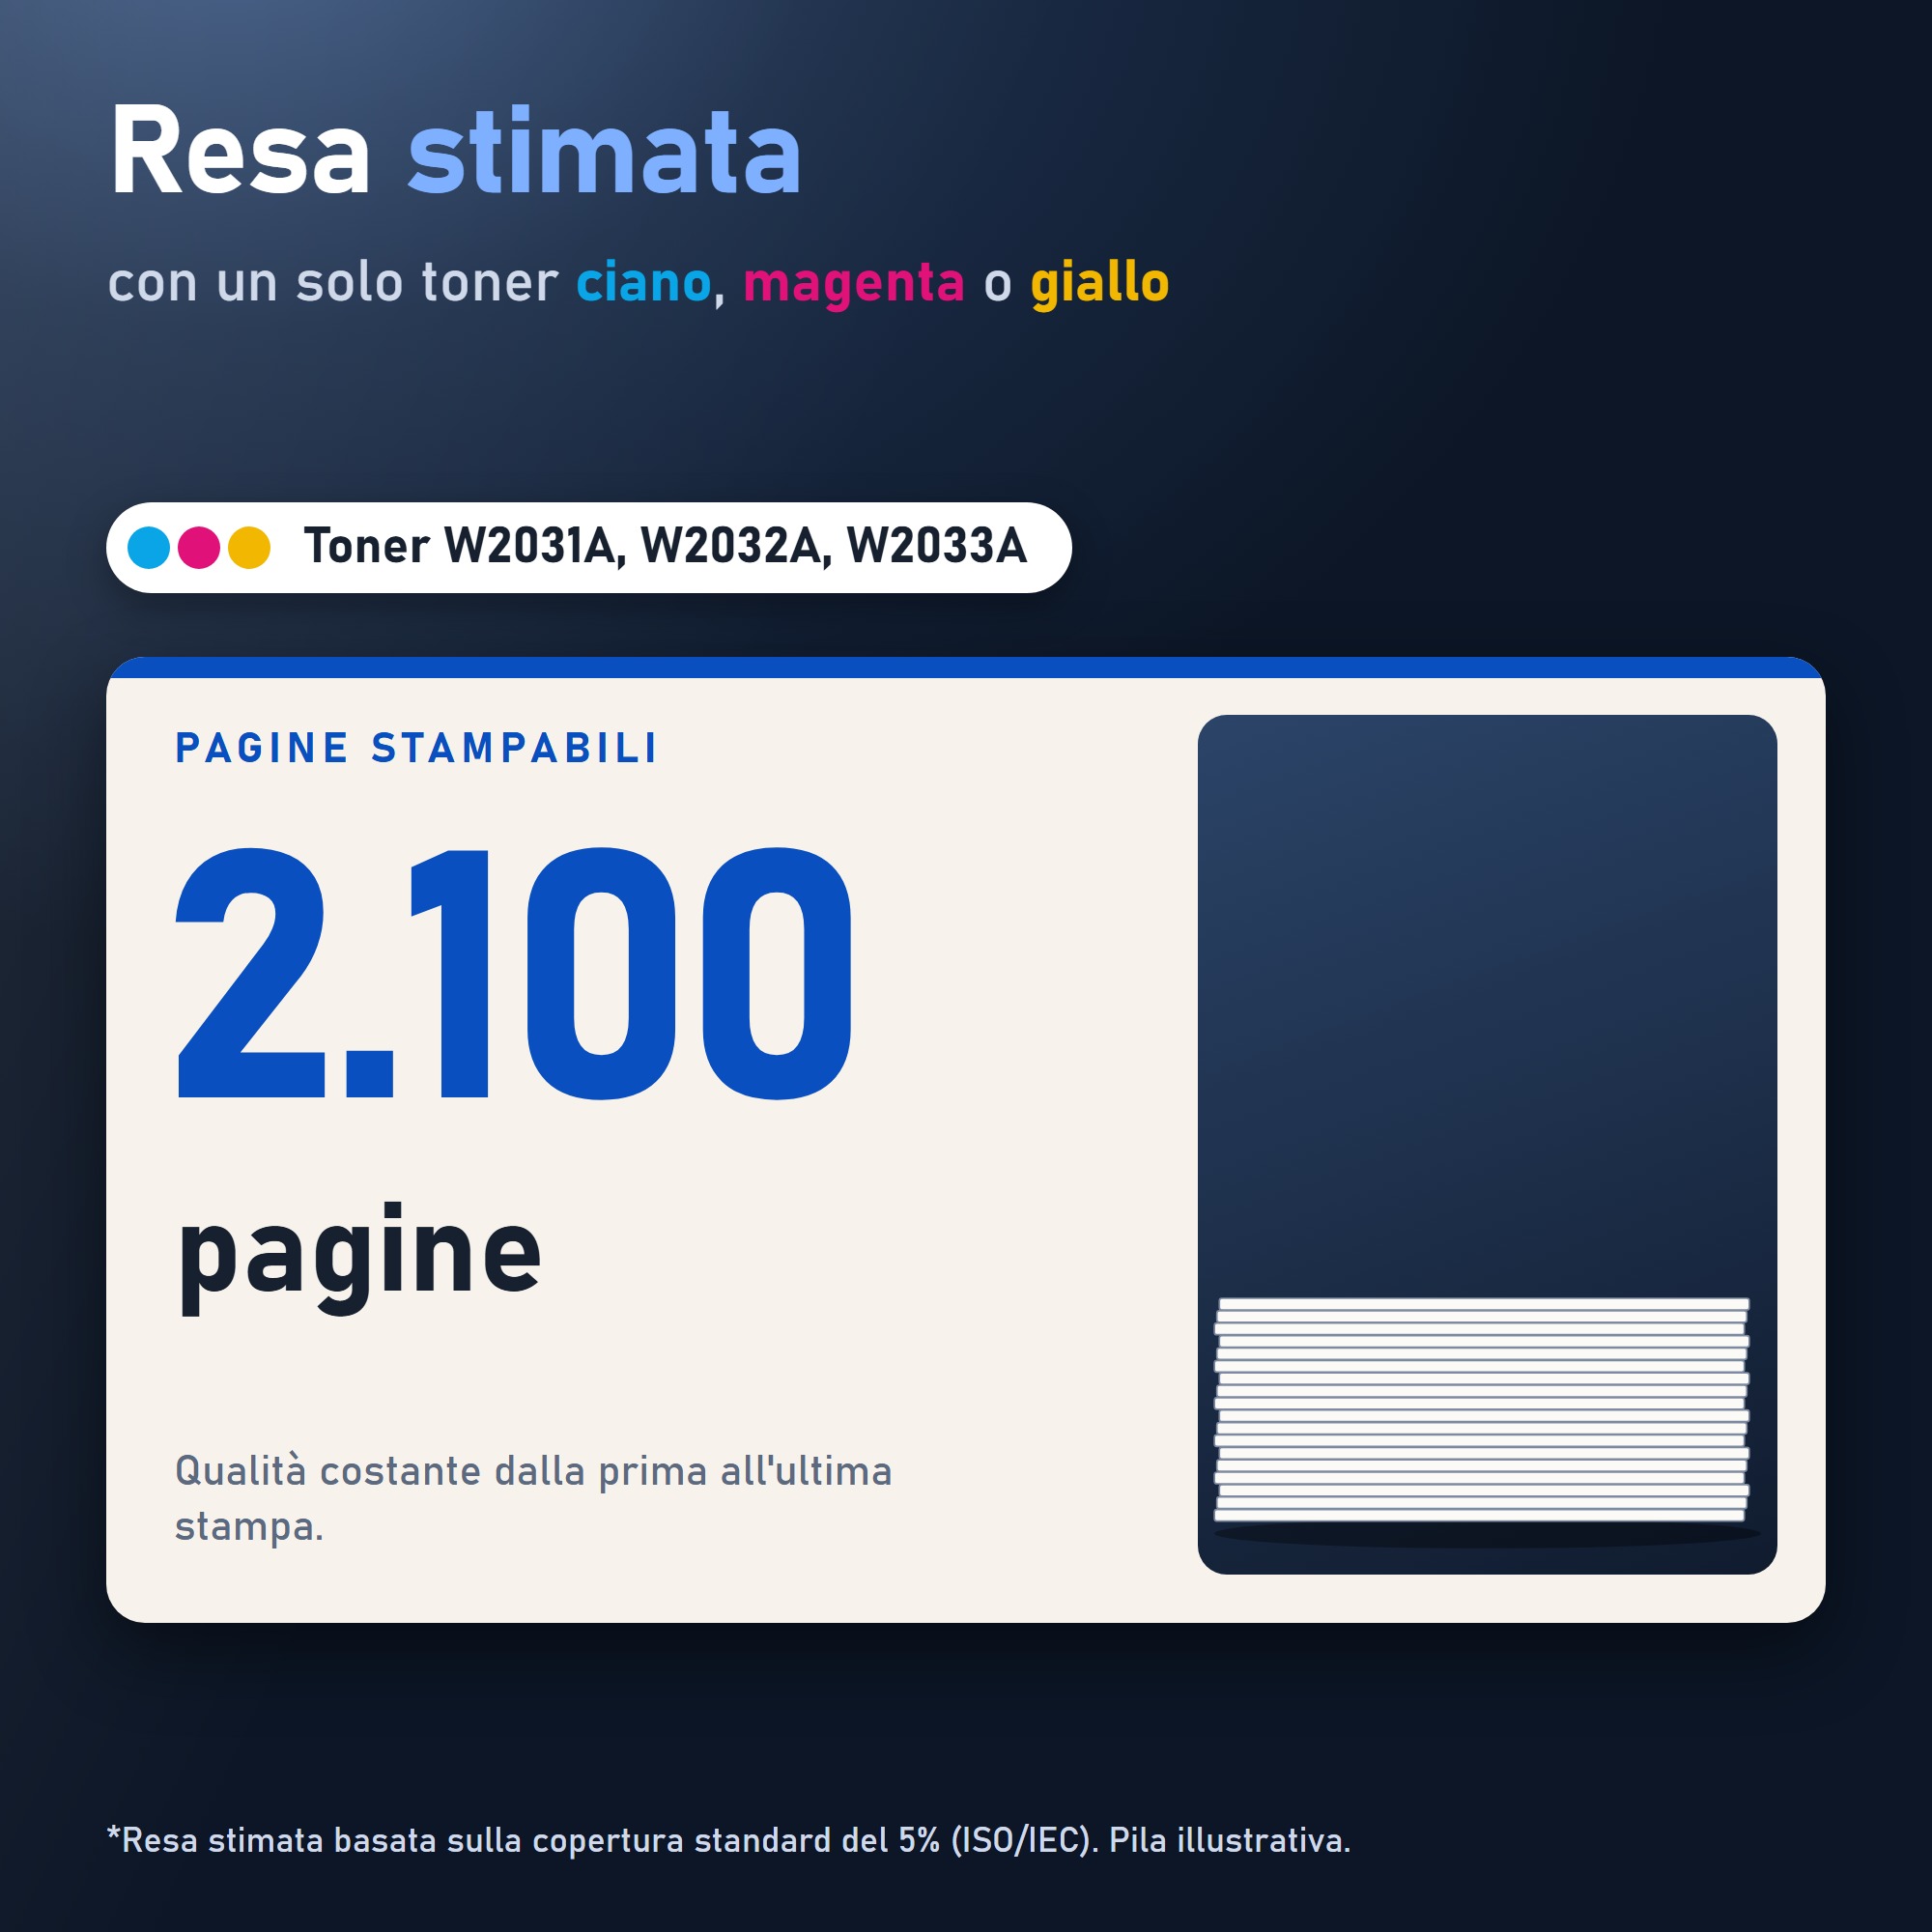 Resa stimata
con un solo toner ciano, magenta o giallo
Toner W2031A, W2032A, W2033A
PAGINE STAMPABILI
2.100
pagine
Qualità costante dalla prima all'ultima
stampa.
*Resa stimata basata sulla copertura standard del 5% (ISO/IEC). Pila illustrativa.